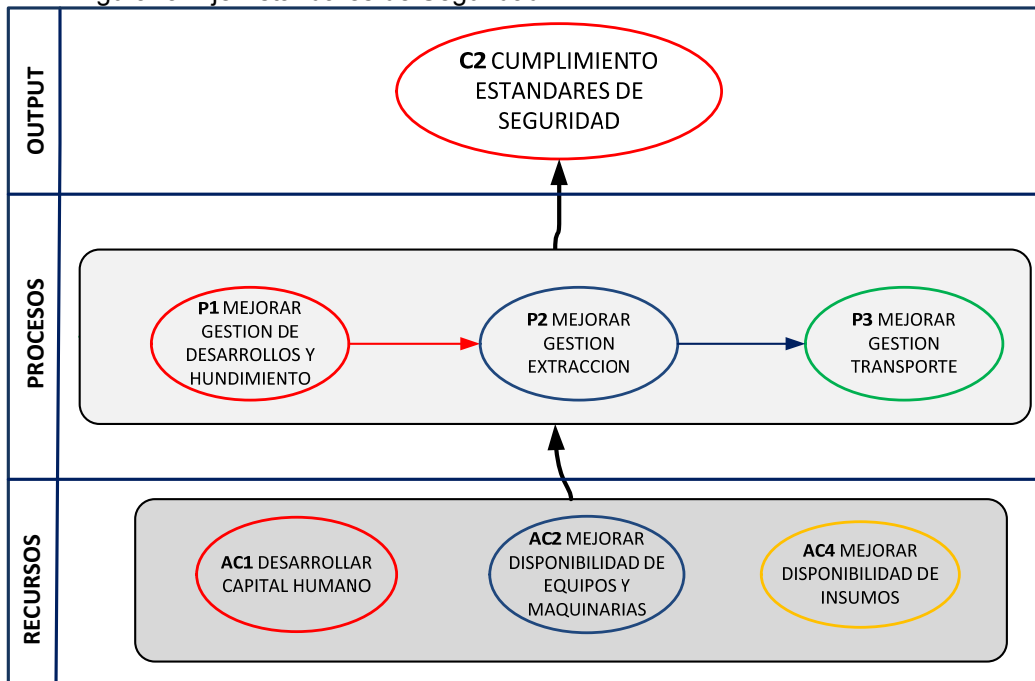 OUTPUT
C2 CUMPLIMIENTO
ESTANDARES DE
SEGURIDAD
PROCESOS
P1 MEJORAR
GESTION DE
DESARROLLOS Y
HUNDIMIENTO
P2 MEJORAR
GESTION
EXTRACCION
P3 MEJORAR
GESTION
TRANSPORTE
RECURSOS
AC1 DESARROLLAR
CAPITAL HUMANO
AC2 MEJORAR
DISPONIBILIDAD DE
EQUIPOS Y
MAQUINARIAS
AC4 MEJORAR
DISPONIBILIDAD DE
INSUMOS